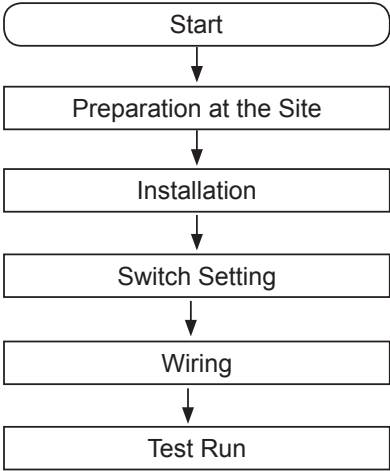 Start
Preparation at the Site
Installation
Switch Setting
Wiring
Test Run